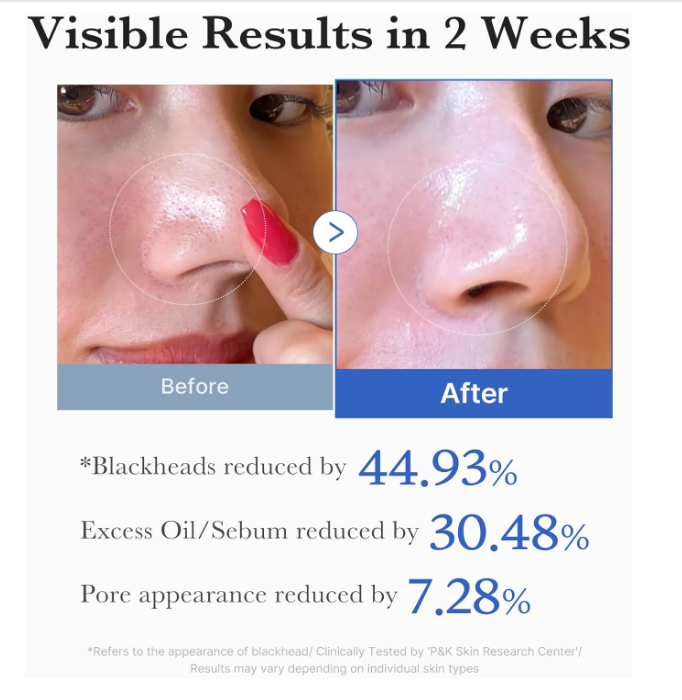 Visible Results in 2 Weeks
Before
After
*Blackheads reduced by 44.93%
Excess Oil/Sebum reduced by 30.48%
Pore appearance reduced by 7.28%
*Refers to the appearance of blackhead/ Clinically Tested by 'P&K Skin Research Center'/
Results may vary depending on individual skin types